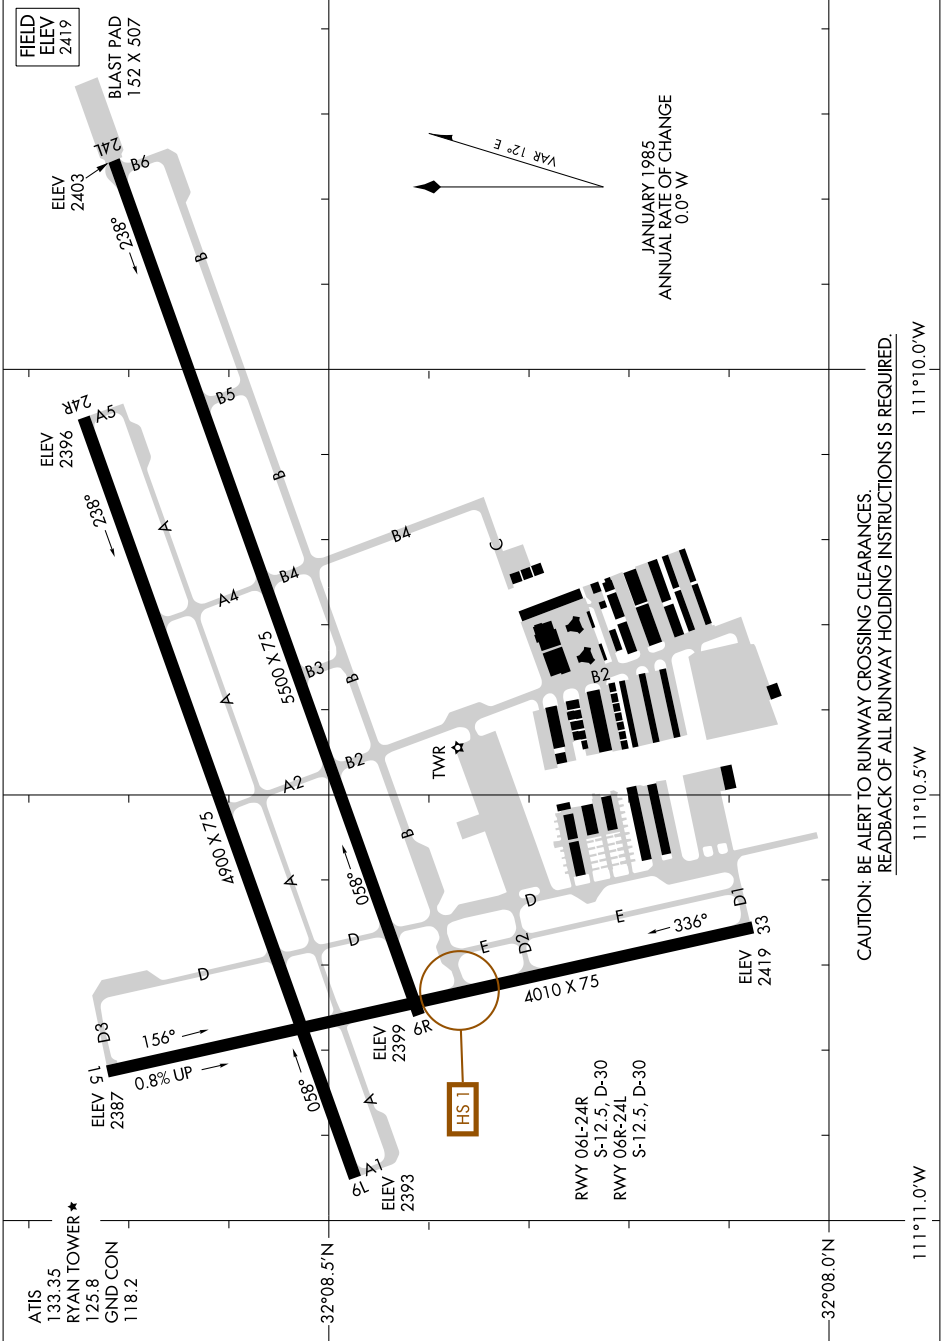 FIELD
ELEV
2419
BLAST PAD
152 X 507
24L
B6
ELEV
2403
238°
B
VAR 12° E
JANUARY 1985
ANNUAL RATE OF CHANGE
0.0° W
24R
A5
ELEV
2396
238°
A
B5
B
B4
B4
A4
C
5500 X 75
B3
B
A
B2
TWR
B2
A2
4900 X 75
A
B
058°
D
D
D
E
E
D2
D1
336°
33
ELEV
2419
4010 X 75
D3
156°
0.8% UP
15
ELEV
2387
6R
ELEV
2399
HS 1
058°
A
A1
6L
ELEV
2393
RWY 06L-24R
S-12.5, D-30
RWY 06R-24L
S-12.5, D-30
ATIS
133.35
RYAN TOWER ★
125.8
GND CON
118.2
32°08.5'N
32°08.0'N
111°11.0'W
111°10.5'W
111°10.0'W
CAUTION: BE ALERT TO RUNWAY CROSSING CLEARANCES.
READBACK OF ALL RUNWAY HOLDING INSTRUCTIONS IS REQUIRED.